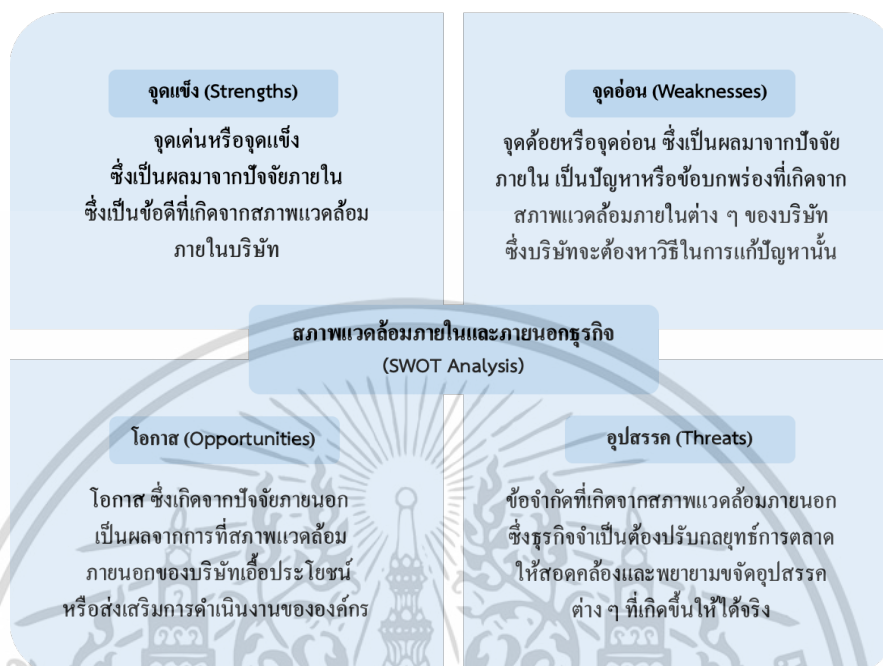 จุดแข็ง (Strengths)
จุดเด่นหรือจุดแข็ง
ซึ่งเป็นผลมาจากปัจจัยภายใน
ซึ่งเป็นข้อดีที่เกิดจากสภาพแวดล้อม
ภายในบริษัท
จุดอ่อน (Weaknesses)
จุดด้อยหรือจุดอ่อน ซึ่งเป็นผลมาจากปัจจัย
ภายใน เป็นปัญหาหรือข้อบกพร่องที่เกิดจาก
สภาพแวดล้อมภายในต่าง ๆ ของบริษัท
ซึ่งบริษัทจะต้องหาวิธีในการแก้ปัญหานั้น
สภาพแวดล้อมภายในและภายนอกธุรกิจ
(SWOT Analysis)
โอกาส (Opportunities)
โอกาส ซึ่งเกิดจากปัจจัยภายนอก
เป็นผลจากการที่สภาพแวดล้อม
ภายนอกของบริษัทเอื้อประโยชน์
หรือส่งเสริมการดำเนินงานขององค์กร
อุปสรรค (Threats)
ข้อจำกัดที่เกิดจากสภาพแวดล้อมภายนอก
ซึ่งธุรกิจจำเป็นต้องปรับกลยุทธ์การตลาด
ให้สอดคล้องและพยายามขจัดอุปสรรค
ต่าง ๆ ที่เกิดขึ้นให้ได้จริง